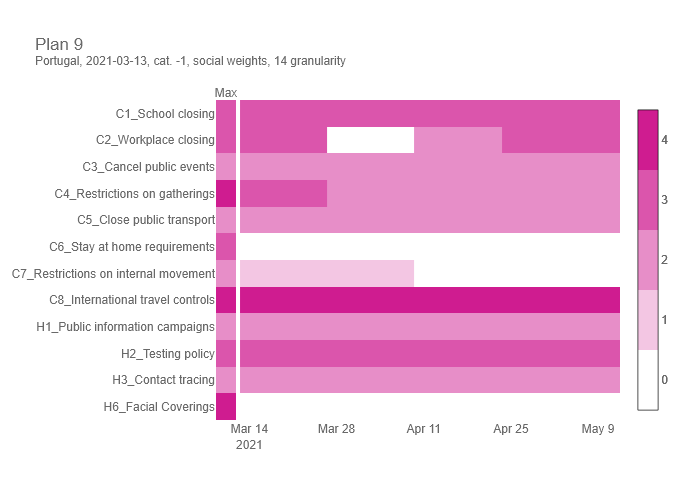 Plan 9
Portugal, 2021-03-13, cat. -1, social weights, 14 granularity
Max
C1_School closing
C2_Workplace closing
C3_Cancel public events
C4_Restrictions on gatherings
C5_Close public transport
C6_Stay at home requirements
C7_Restrictions on internal movement
C8_International travel controls
H1_Public information campaigns
H2_Testing policy
H3_Contact tracing
H6_Facial Coverings
Mar 14 Mar 28 Apr 11 Apr 25 May 9
2021
4
3
2
1
0